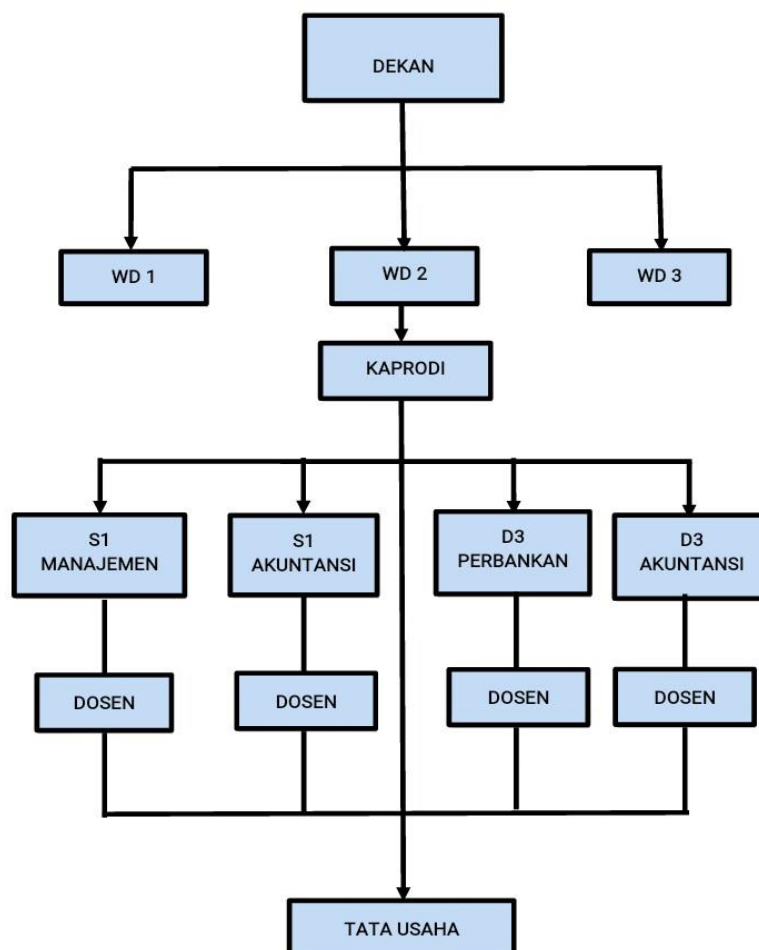 DEKAN
WD 1
WD 2
WD 3
KAPRODI
S1
MANAJEMEN
S1
AKUNTANSI
D3
PERBANKAN
D3
AKUNTANSI
DOSEN
DOSEN
DOSEN
DOSEN
TATA USAHA